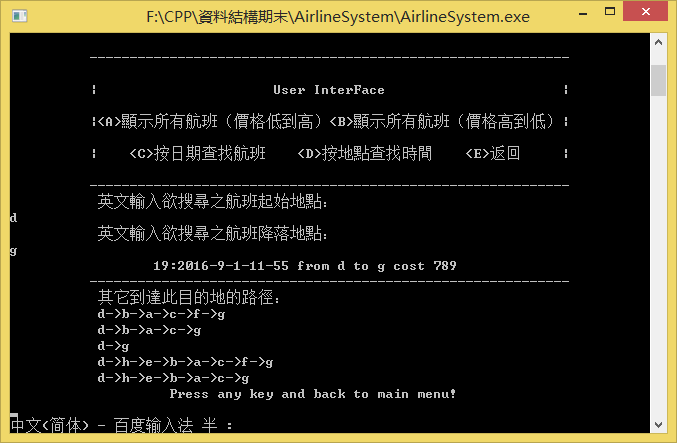 F:\CPP\資料結構期末\AirlineSystem\AirlineSystem.exe
------------------------------------------------------------
| User InterFace |
|<A>顯示所有航班（價格低到高）<B>顯示所有航班（價格高到低）|
| <C>按日期查找航班 <D>按地點查找時間 <E>返回 |
------------------------------------------------------------
英文輸入欲搜尋之航班起始地點:
d
英文輸入欲搜尋之航班降落地點:
g
19:2016-9-1-11-55 from d to g cost 789
------------------------------------------------------------
其它到達此目的地的路徑:
d->b->a->c->f->g
d->b->a->c->g
d->g
d->h->e->b->a->c->f->g
d->h->e->b->a->c->g
Press any key and back to main menu!
中文(简体) - 百度输入法 半 :